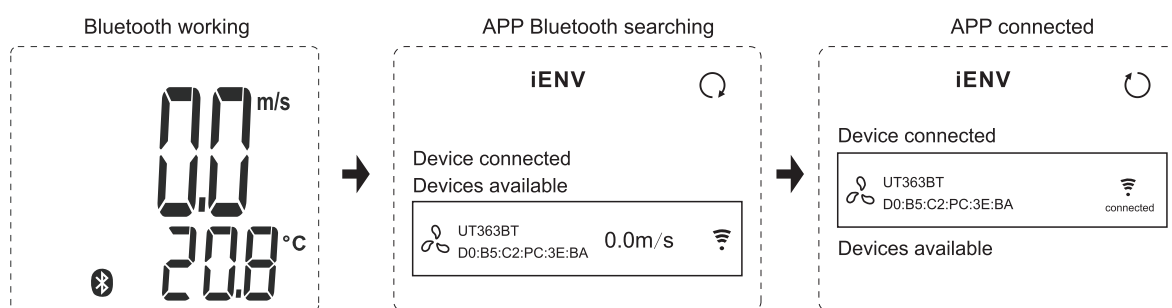 Bluetooth working
0.0 m/s
20.8 °C
APP Bluetooth searching
iENV
Device connected
Devices available
UT363BT
D0:B5:C2:PC:3E:BA
0.0m/s
APP connected
iENV
Device connected
UT363BT
D0:B5:C2:PC:3E:BA
connected
Devices available